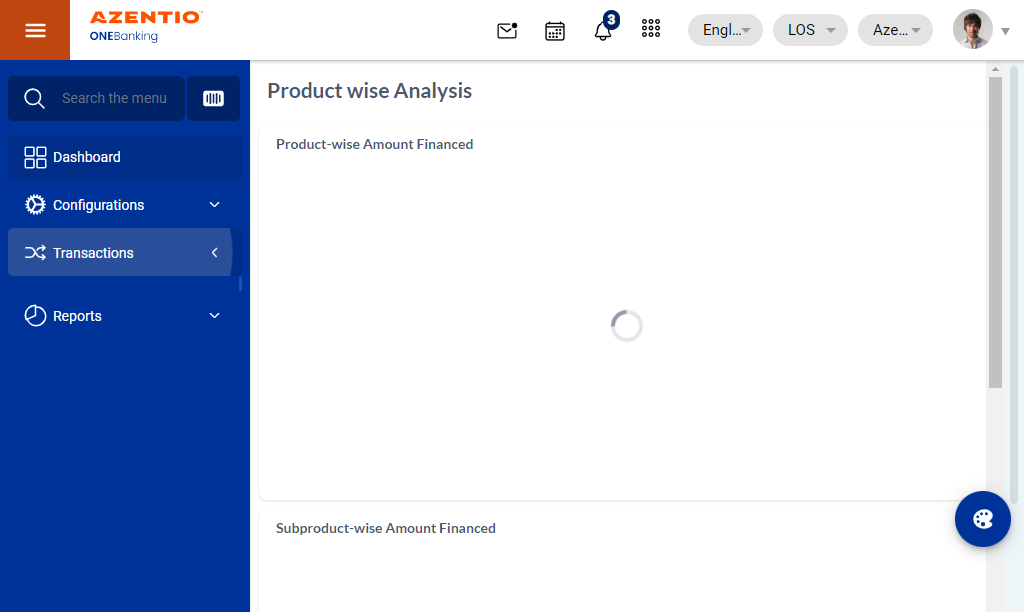 AZENTIO
ONEBanking
3
Engl...
LOS
Aze...
Search the menu
Dashboard
Configurations
Transactions
Reports
Product wise Analysis
Product-wise Amount Financed
Subproduct-wise Amount Financed